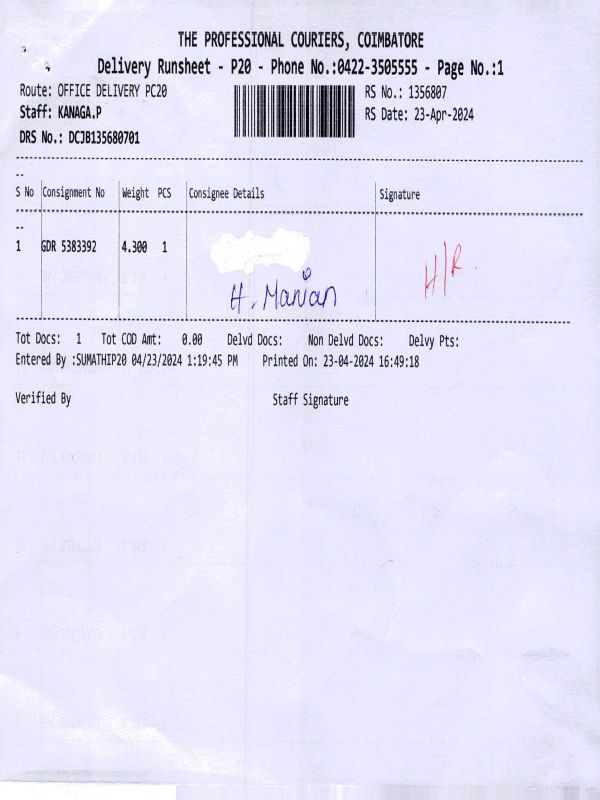 THE PROFESSIONAL COURIERS, COIMBATORE
Delivery Runsheet - P20 - Phone No.:0422-3505555 - Page No.:1
Route: OFFICE DELIVERY PC20 RS No.: 1356807
Staff: KANAGA.P RS Date: 23-Apr-2024
DRS No.: DCJB135680701
--
S No Consignment No Weight PCS Consignee Details Signature
--
1 GDR 5383392 4.300 1
H/R.
H. Manian
Tot Docs: 1 Tot COD Amt: 0.00 Delvd Docs: Non Delvd Docs: Delvy Pts:
Entered By :SUMATHIP20 04/23/2024 1:19:45 PM Printed On: 23-04-2024 16:49:18
Verified By Staff Signature